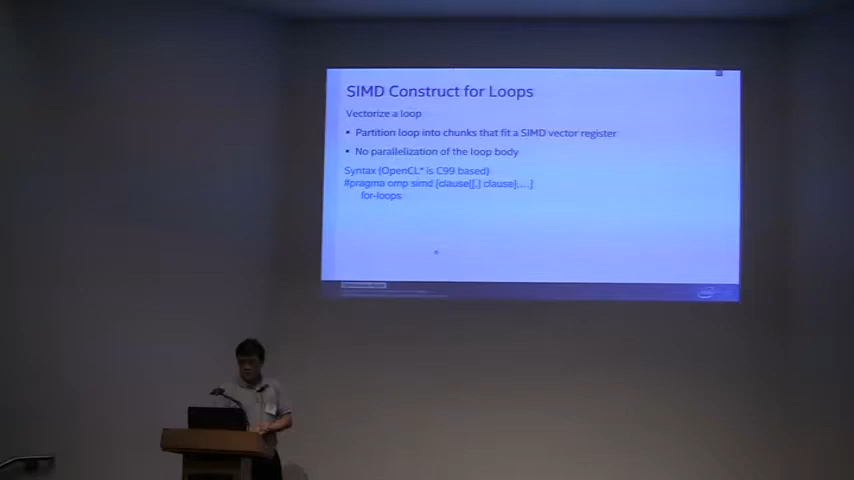 SIMD Construct for Loops
Vectorize a loop
• Partition loop into chunks that fit a SIMD vector register
• No parallelization of the loop body
Syntax (OpenCL* is C99 based)
#pragma omp simd [clause[[,] clause],…]
for-loops